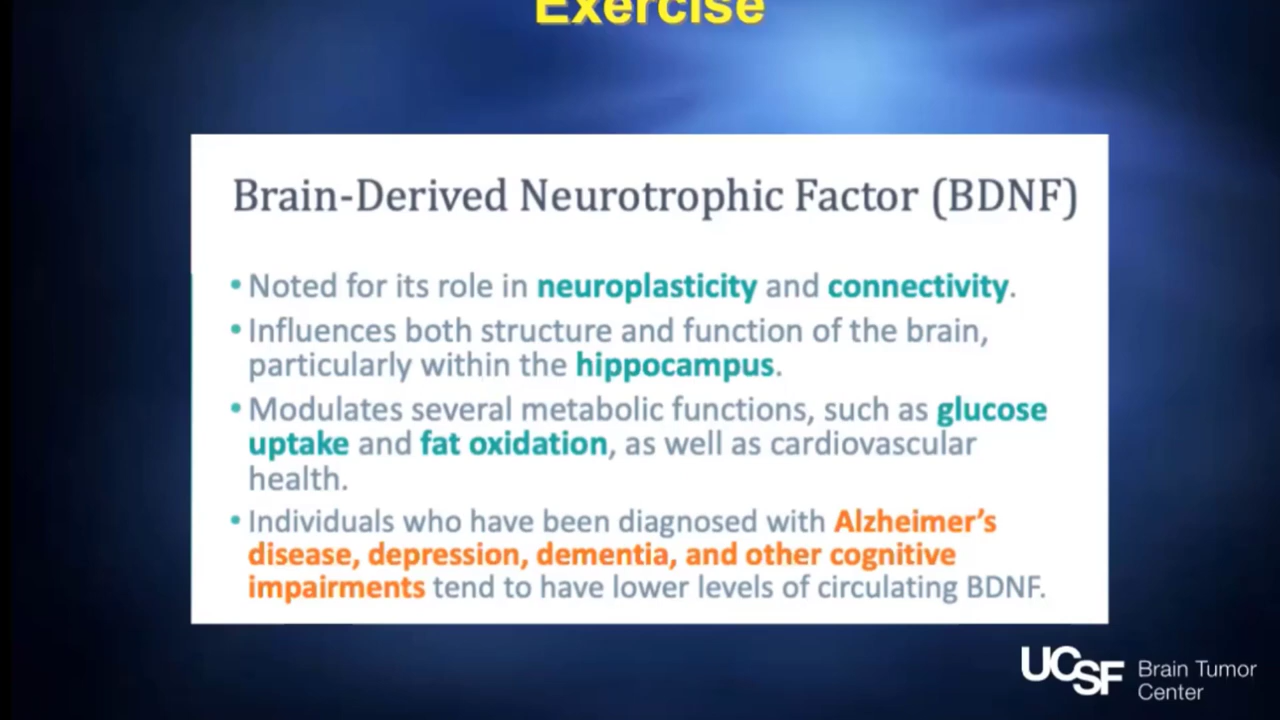 Exercise
Brain-Derived Neurotrophic Factor (BDNF)
• Noted for its role in neuroplasticity and connectivity.
• Influences both structure and function of the brain,
particularly within the hippocampus.
• Modulates several metabolic functions, such as glucose
uptake and fat oxidation, as well as cardiovascular
health.
• Individuals who have been diagnosed with Alzheimer’s
disease, depression, dementia, and other cognitive
impairments tend to have lower levels of circulating BDNF.
UCSF Brain Tumor
Center